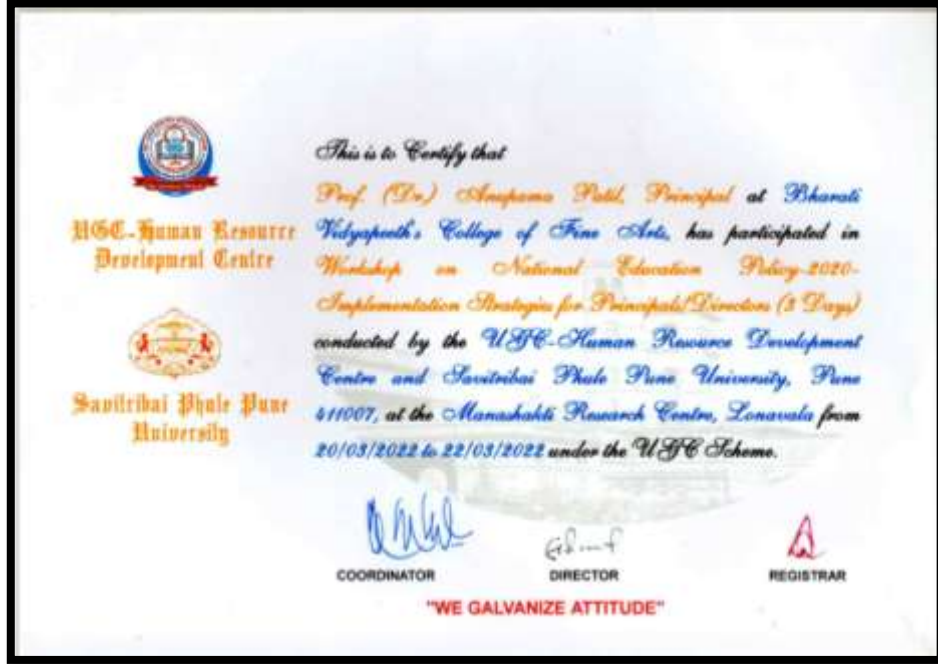 UGC-Human Resource
Development Centre
Savitribai Phule Pune
University
This is to Certify that
Prof. (Dr.) Anupama Patil, Principal at Bharati
Vidyapeeth's College of Fine Arts, has participated in
Workshop on National Education Policy-2020-
Implementation Strategies for Principals/Directors (3 Days)
conducted by the UGC-Human Resource Development
Centre and Savitribai Phule Pune University, Pune
411007, at the Manashakti Research Centre, Lonavala from
20/03/2022 to 22/03/2022 under the UGC Scheme.
COORDINATOR
DIRECTOR
REGISTRAR
"WE GALVANIZE ATTITUDE"